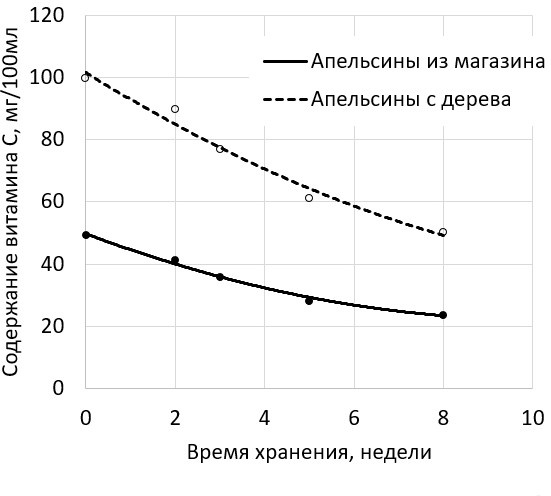 Содержание витамина С, мг/100мл
120
100
80
60
40
20
0
Апельсины из магазина
Апельсины с дерева
0 2 4 6 8 10
Время хранения, недели